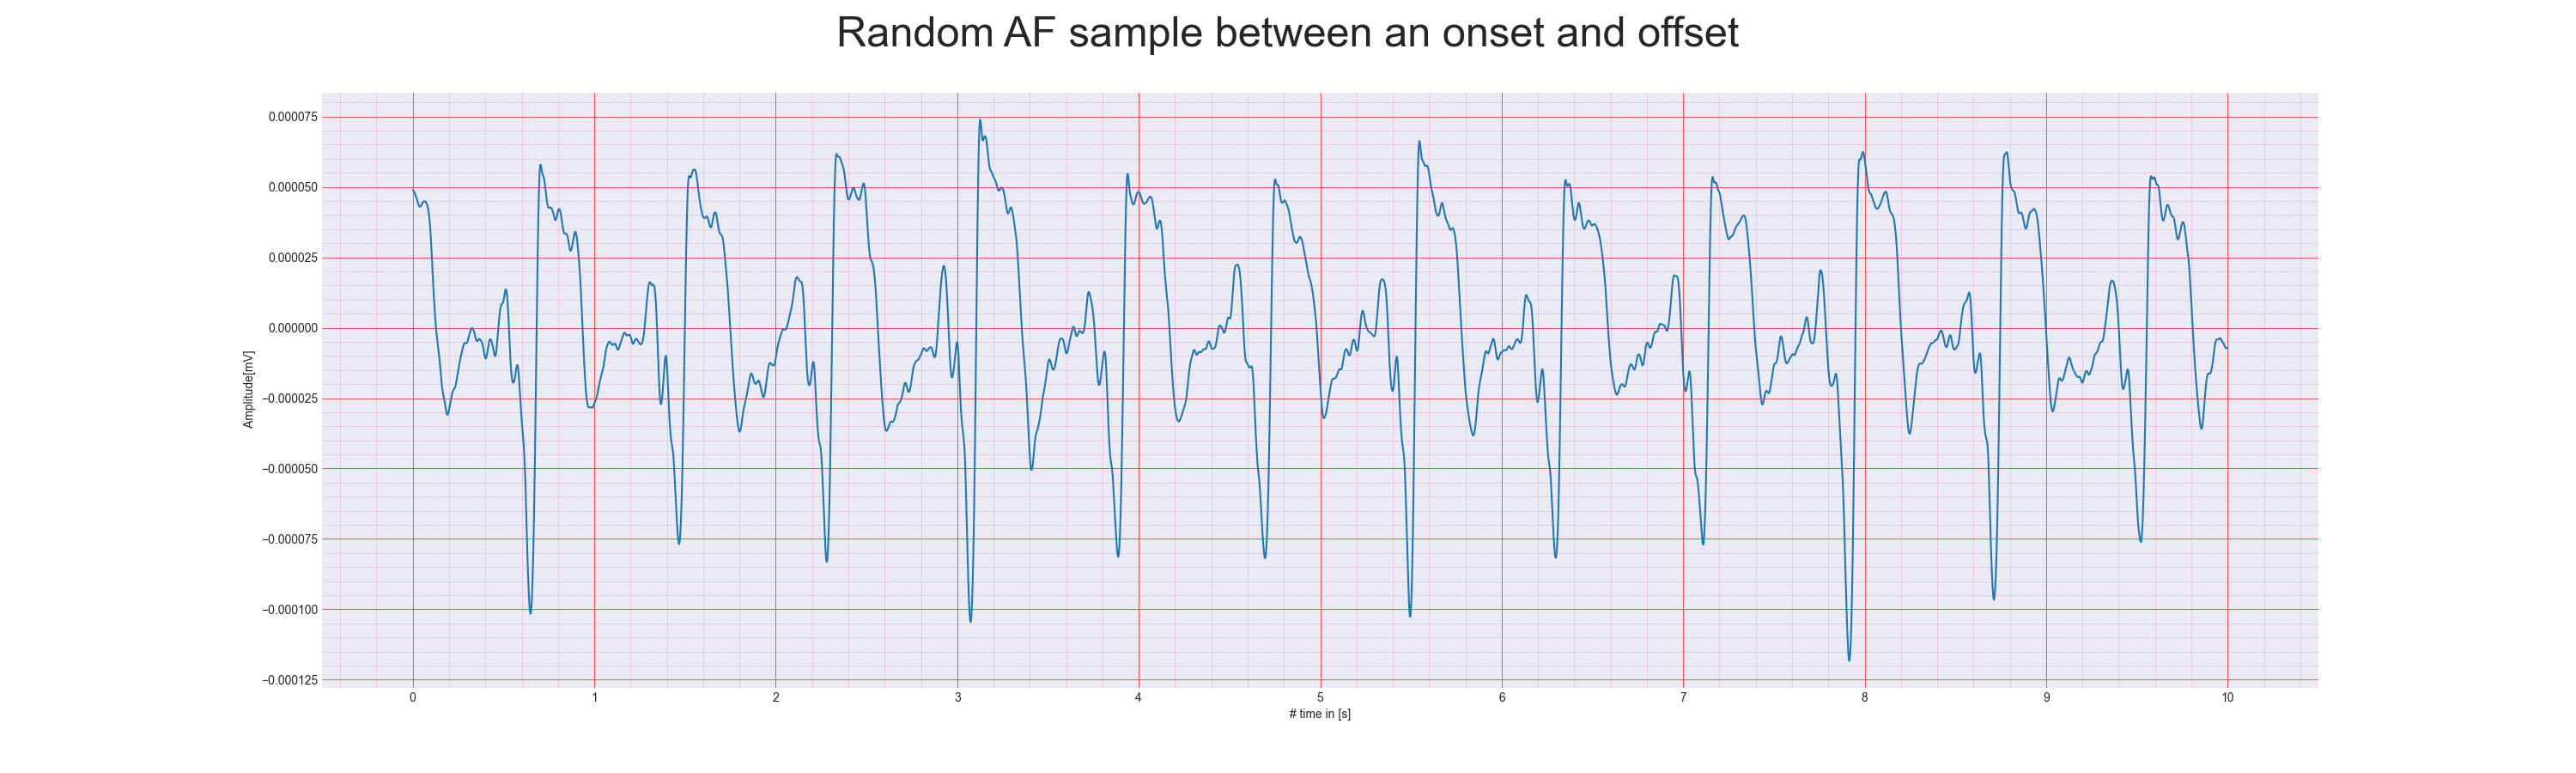 Random AF sample between an onset and offset
0.000075
0.000050
0.000025
0.000000
−0.000025
−0.000050
−0.000075
−0.000100
−0.000125
Amplitude[mV]
0 1 2 3 4 5 6 7 8 9 10
# time in [s]